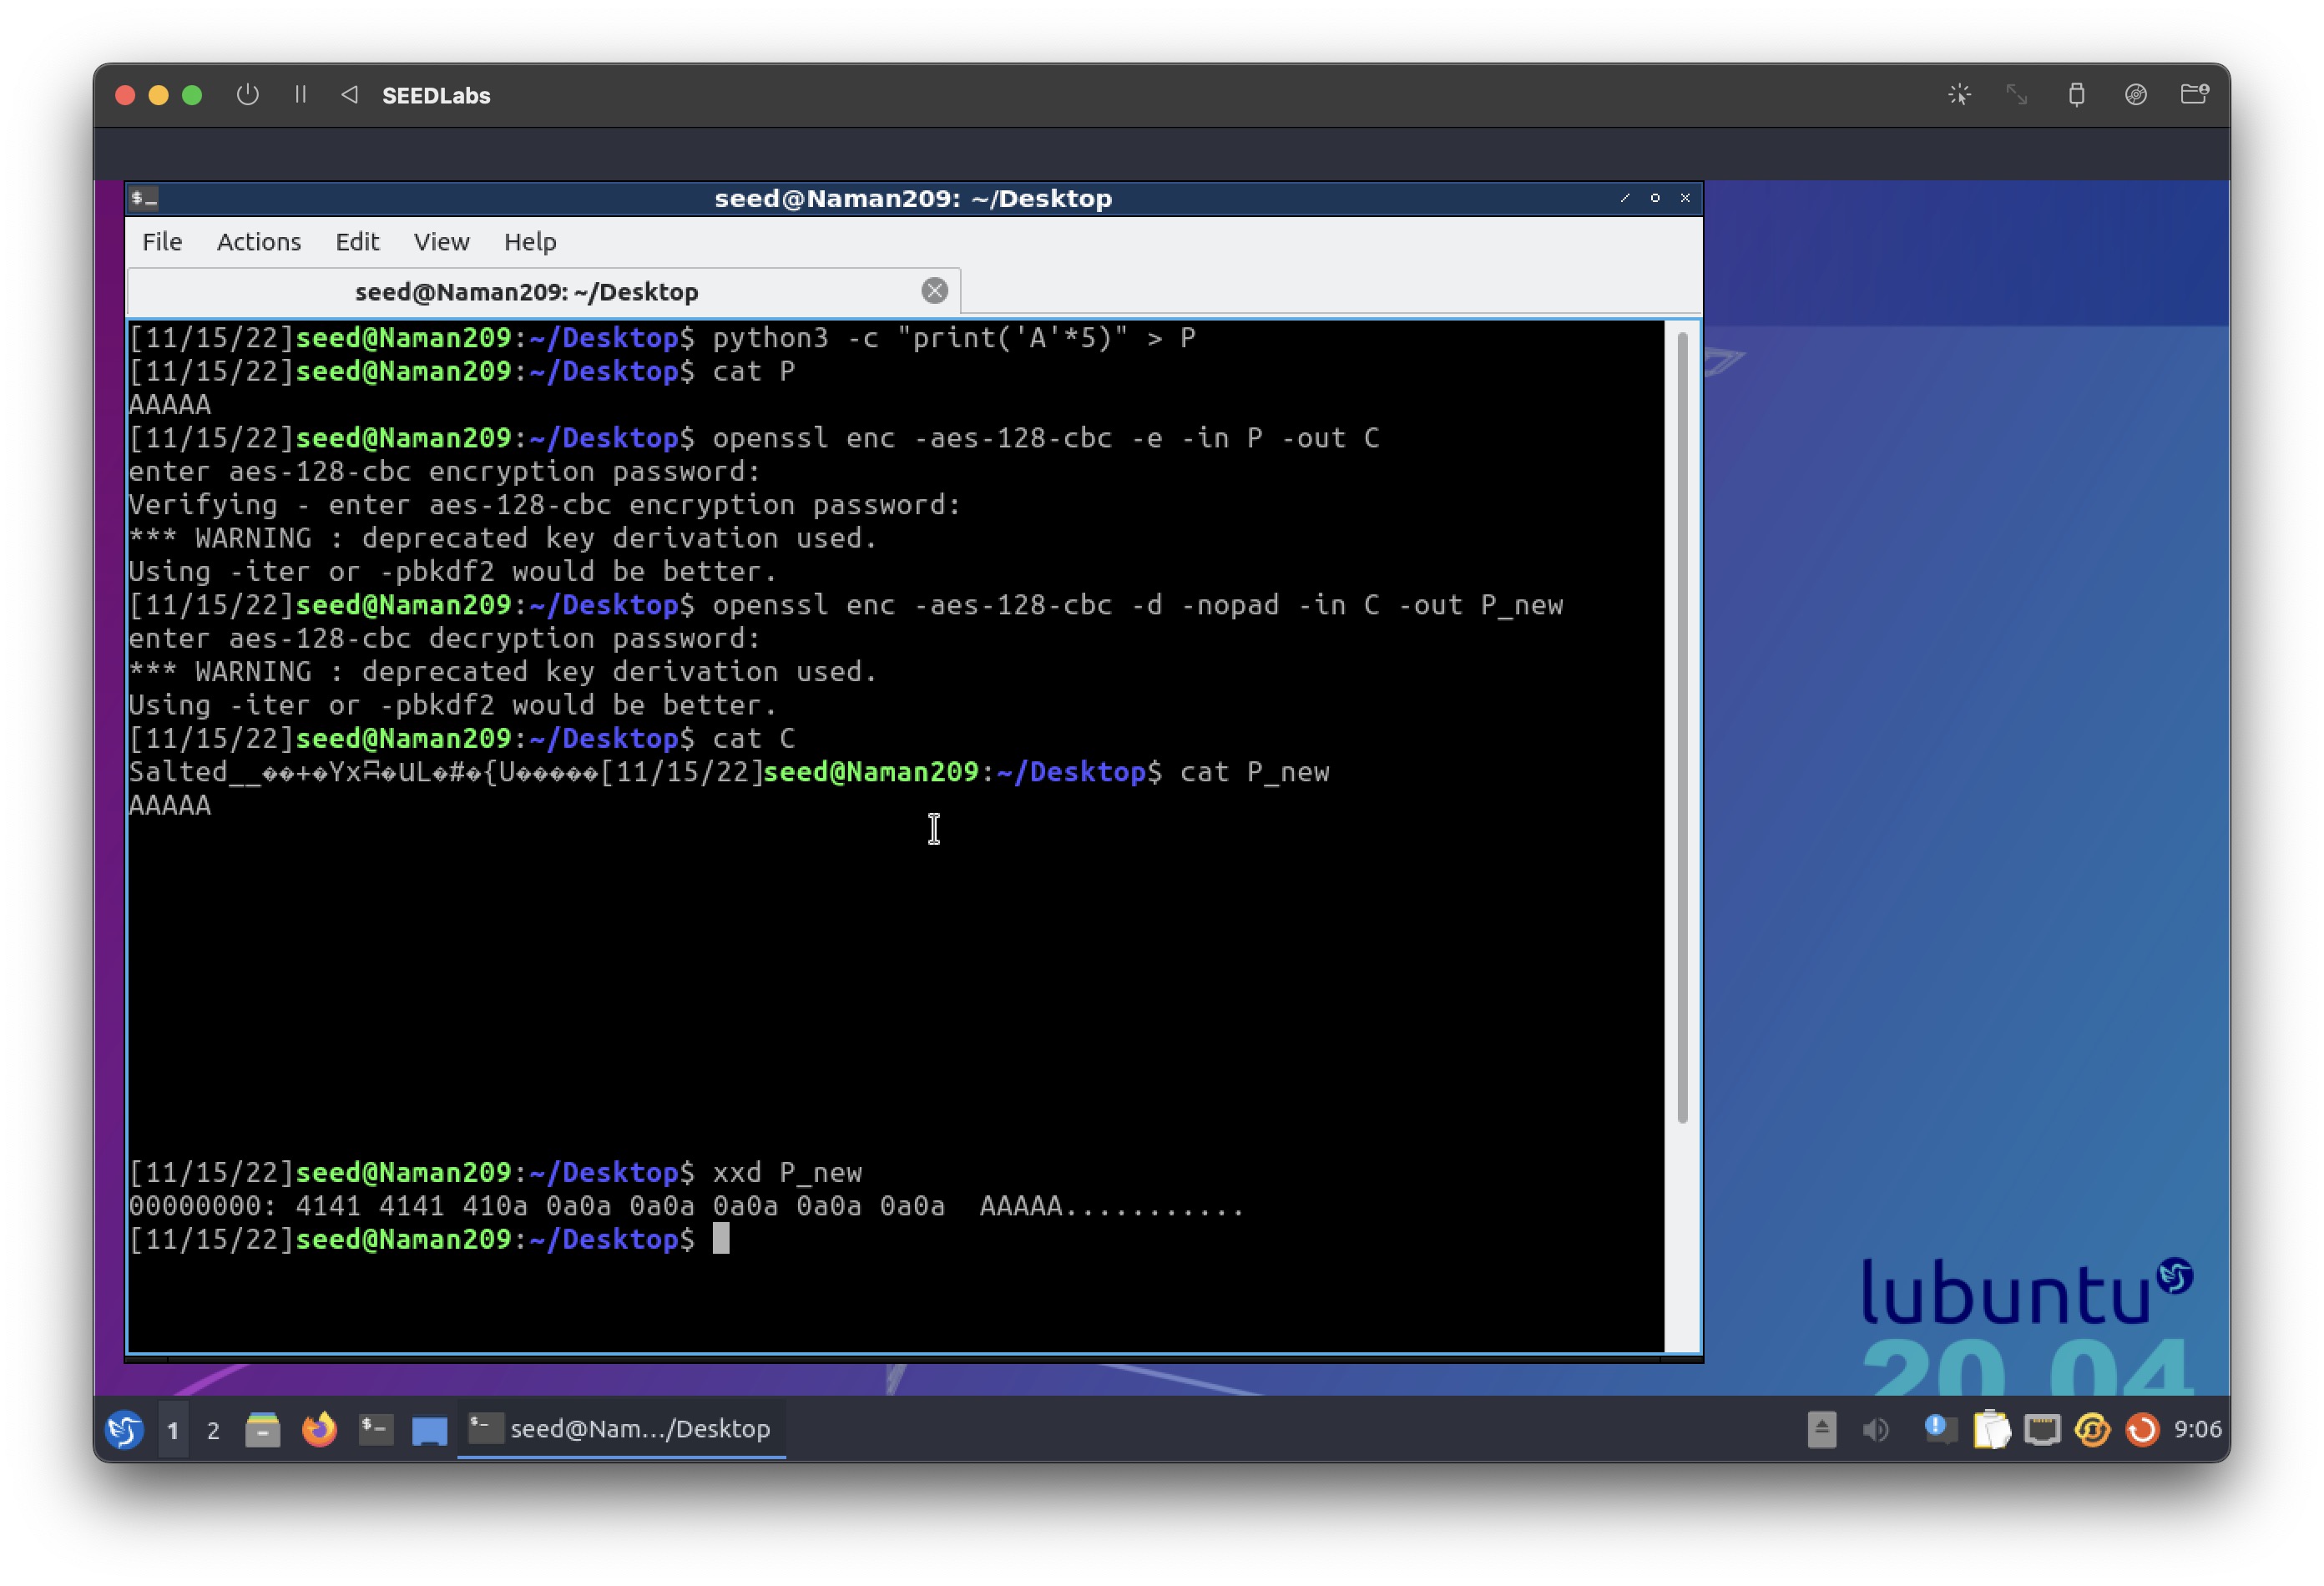 SEEDLabs
seed@Naman209: ~/Desktop
File Actions Edit View Help
seed@Naman209: ~/Desktop
[11/15/22]seed@Naman209:~/Desktop$ python3 -c "print('A'*5)" > P
[11/15/22]seed@Naman209:~/Desktop$ cat P
AAAAA
[11/15/22]seed@Naman209:~/Desktop$ openssl enc -aes-128-cbc -e -in P -out C
enter aes-128-cbc encryption password:
Verifying - enter aes-128-cbc encryption password:
*** WARNING : deprecated key derivation used.
Using -iter or -pbkdf2 would be better.
[11/15/22]seed@Naman209:~/Desktop$ openssl enc -aes-128-cbc -d -nopad -in C -out P_new
enter aes-128-cbc decryption password:
*** WARNING : deprecated key derivation used.
Using -iter or -pbkdf2 would be better.
[11/15/22]seed@Naman209:~/Desktop$ cat C
Salted__��+�Yx�uL�#�{U�����[11/15/22]seed@Naman209:~/Desktop$ cat P_new
AAAAA
[11/15/22]seed@Naman209:~/Desktop$ xxd P_new
00000000: 4141 4141 410a 0a0a 0a0a 0a0a 0a0a 0a0a  AAAAA...........
[11/15/22]seed@Naman209:~/Desktop$
lubuntu
20.04
1 2 seed@Nam.../Desktop 9:06